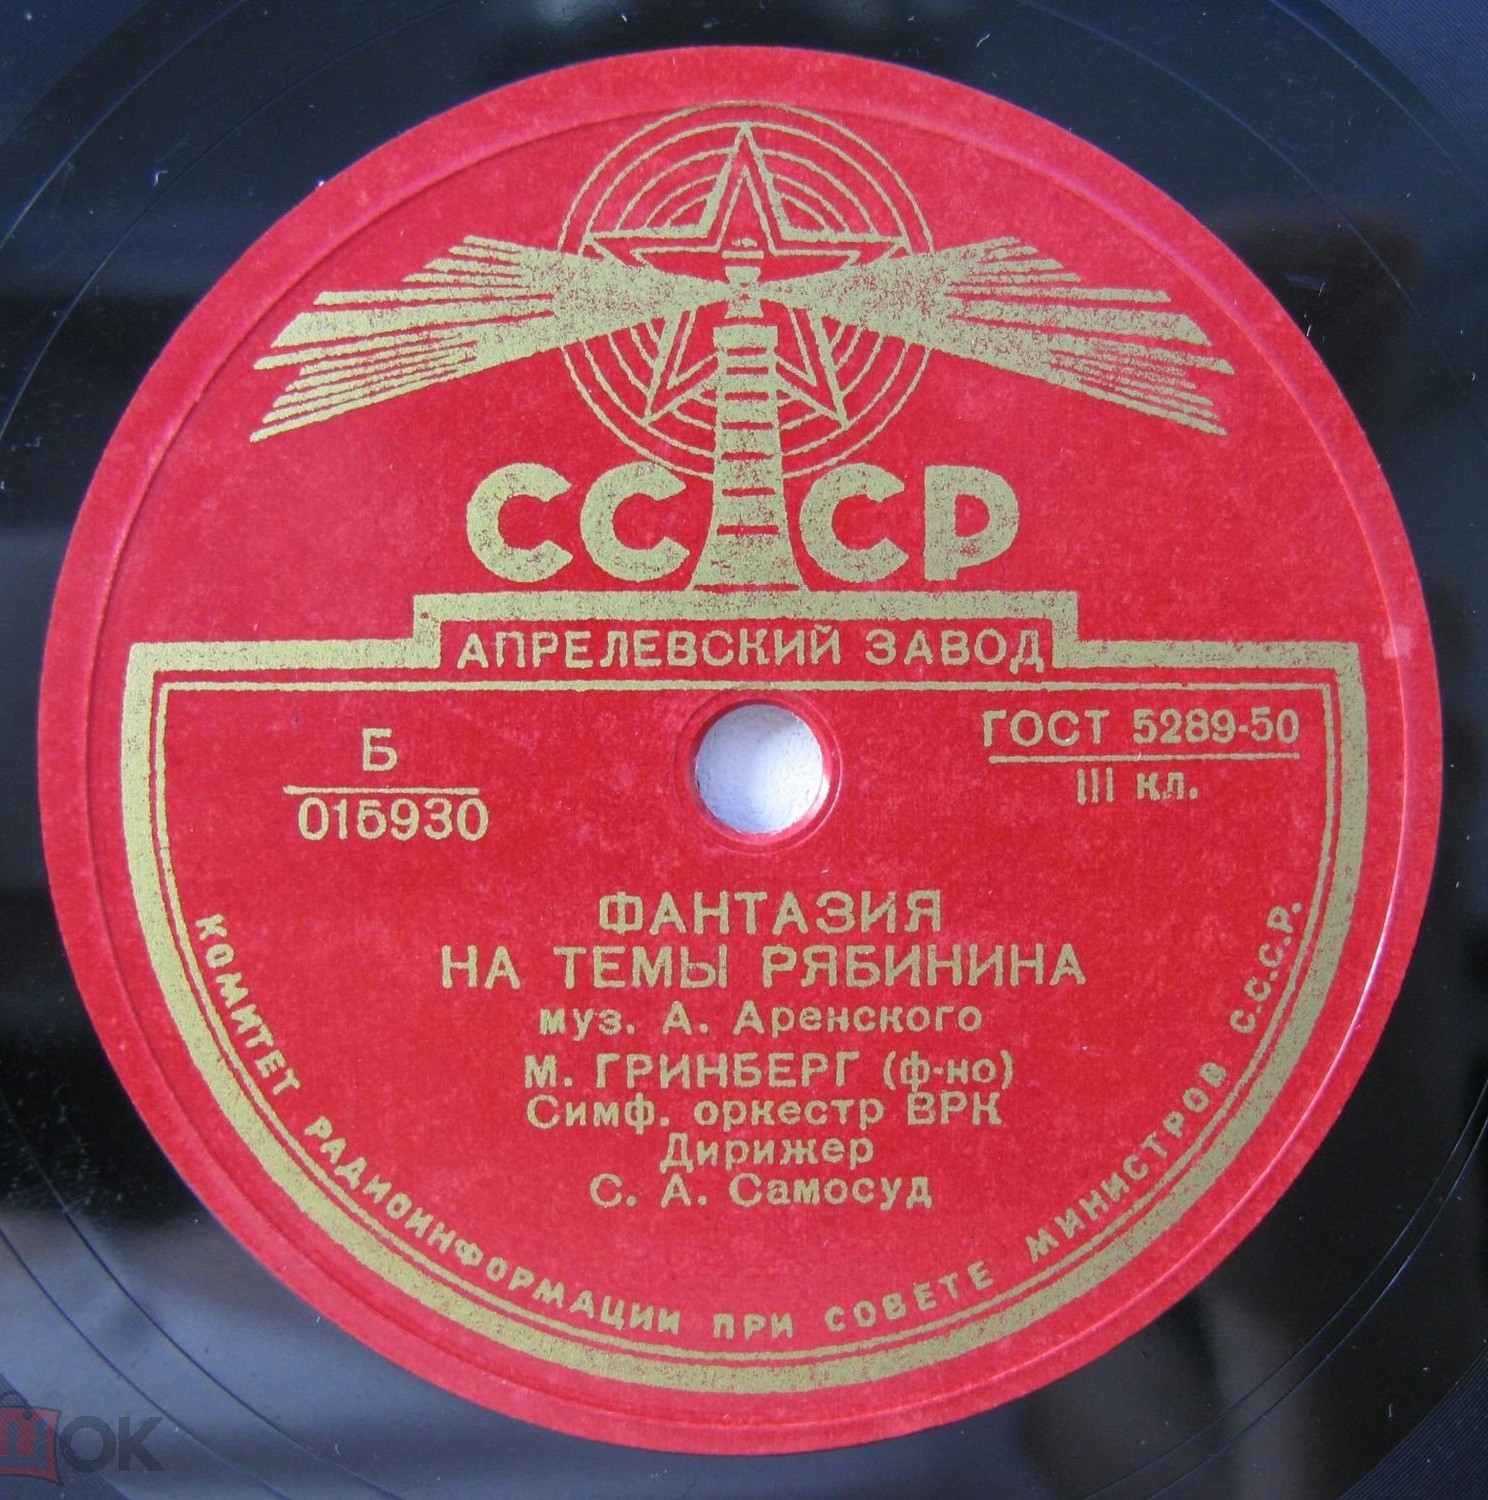 СССР
АПРЕЛЕВСКИЙ ЗАВОД
Б
015930
ГОСТ 5289-50
III кл.
ФАНТАЗИЯ
НА ТЕМЫ РЯБИНИНА
муз. А. Аренского
М. ГРИНБЕРГ (ф-но)
Симф. оркестр ВРК
Дирижер
С. А. Самосуд
КОМИТЕТ РАДИОИНФОРМАЦИИ ПРИ СОВЕТЕ МИНИСТРОВ С.С.С.Р.
ШОК